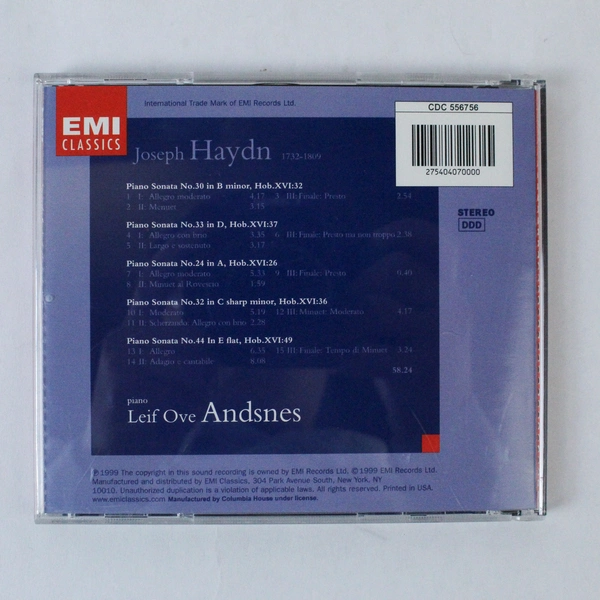 International Trade Mark of EMI Records Ltd.
EMI
CLASSICS
CDC 556756
275404070000
STEREO
DDD
Joseph Haydn 1732-1809
Piano Sonata No.30 in B minor, Hob.XVI:32
1 I: Allegro moderato 4.17 3 III: Finale: Presto 2.54
2 II: Menuet 3.15
Piano Sonata No.33 in D, Hob.XVI:37
4 I: Allegro con brio 3.35 6 III: Finale: Presto ma non troppo 2.38
5 II: Largo e sostenuto 3.17
Piano Sonata No.24 in A, Hob.XVI:26
7 I: Allegro moderato 5.33 9 III: Finale: Presto 0.40
8 II: Minuet al Rovescio 1.59
Piano Sonata No.32 in C sharp minor, Hob.XVI:36
10 I: Moderato 5.19 12 III: Minuet: Moderato 4.17
11 II: Scherzando: Allegro con brio 2.28
Piano Sonata No.44 In E flat, Hob.XVI:49
13 I: Allegro 6.35 15 III: Finale: Tempo di Minuet 3.24
14 II: Adagio e cantabile 8.08
58.24
piano
Leif Ove Andsnes
℗1999 The copyright in this sound recording is owned by EMI Records Ltd. ©1999 EMI Records Ltd.
Manufactured and distributed by EMI Classics, 304 Park Avenue South, New York, NY
10010. Unauthorized duplication is a violation of applicable laws. All rights reserved. Printed in USA.
www.emiclassics.com Manufactured by Columbia House under license.